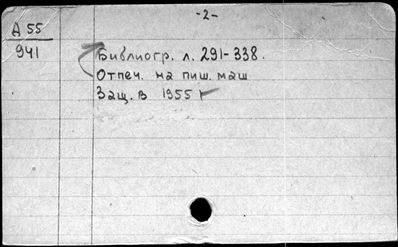 -2-
А 55
941
Библиогр. л. 291-338.
Отпеч. на пиш. маш
Защ. в 1955 г